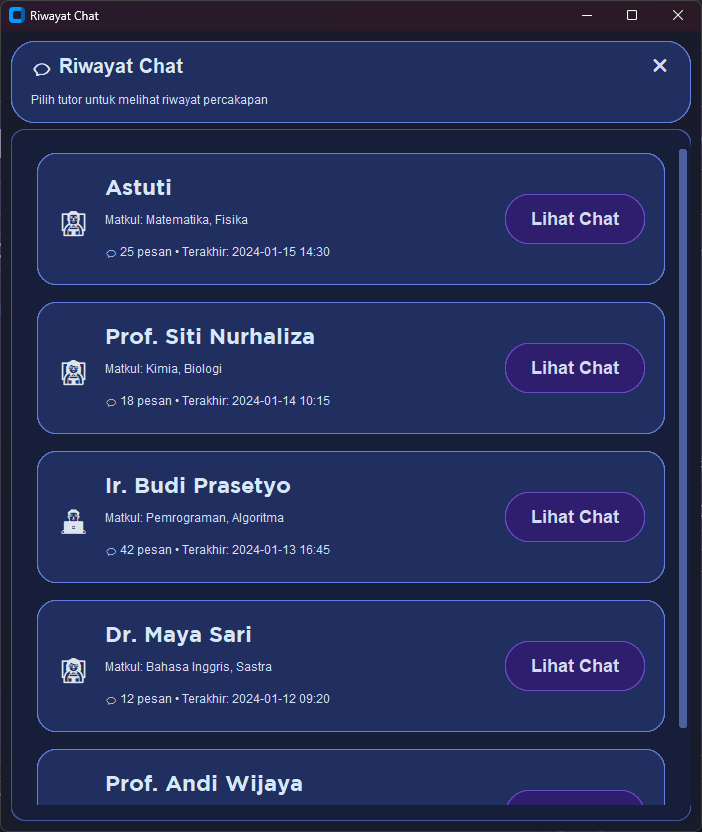 Riwayat Chat
Riwayat Chat
Pilih tutor untuk melihat riwayat percakapan
Astuti
Matkul: Matematika, Fisika
25 pesan • Terakhir: 2024-01-15 14:30
Lihat Chat
Prof. Siti Nurhaliza
Matkul: Kimia, Biologi
18 pesan • Terakhir: 2024-01-14 10:15
Lihat Chat
Ir. Budi Prasetyo
Matkul: Pemrograman, Algoritma
42 pesan • Terakhir: 2024-01-13 16:45
Lihat Chat
Dr. Maya Sari
Matkul: Bahasa Inggris, Sastra
12 pesan • Terakhir: 2024-01-12 09:20
Lihat Chat
Prof. Andi Wijaya